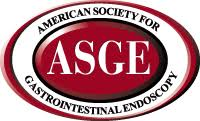 AMERICAN SOCIETY FOR
ASGE
GASTROINTESTINAL ENDOSCOPY